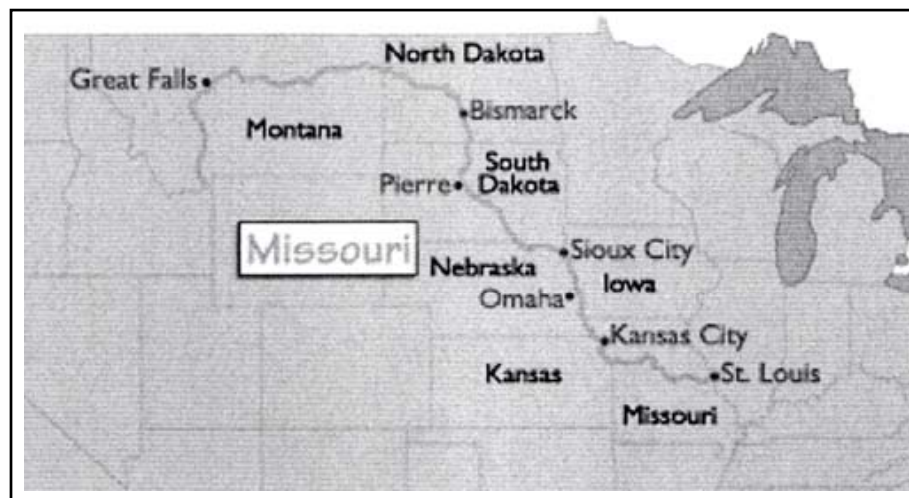 North Dakota
Great Falls
Bismarck
Montana
South
Dakota
Pierre
Missouri
Sioux City
Nebraska
Iowa
Omaha
Kansas City
Kansas
St. Louis
Missouri